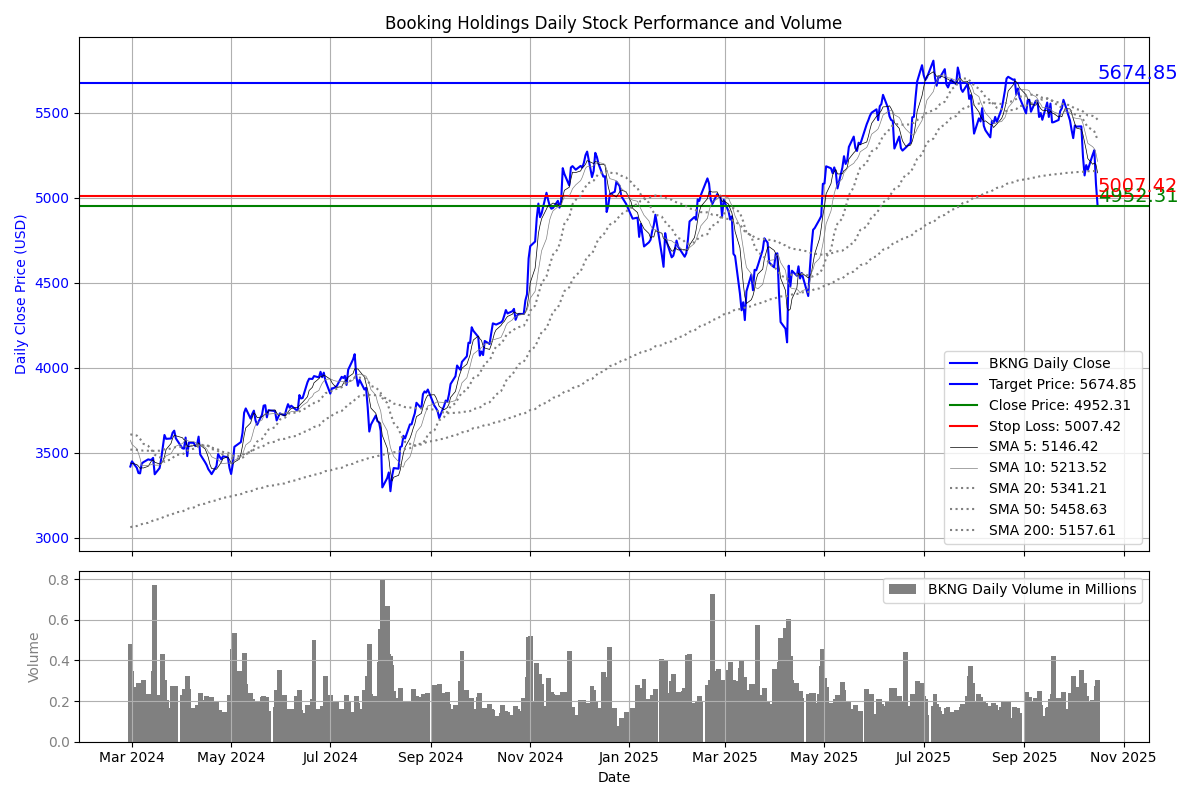 Booking Holdings Daily Stock Performance and Volume
Daily Close Price (USD)
5500
5000
4500
4000
3500
3000
5674.85
5007.42
4952.31
BKNG Daily Close
Target Price: 5674.85
Close Price: 4952.31
Stop Loss: 5007.42
SMA 5: 5146.42
SMA 10: 5213.52
SMA 20: 5341.21
SMA 50: 5458.63
SMA 200: 5157.61
Volume
0.8
0.6
0.4
0.2
0.0
BKNG Daily Volume in Millions
Mar 2024 May 2024 Jul 2024 Sep 2024 Nov 2024 Jan 2025 Mar 2025 May 2025 Jul 2025 Sep 2025 Nov 2025
Date